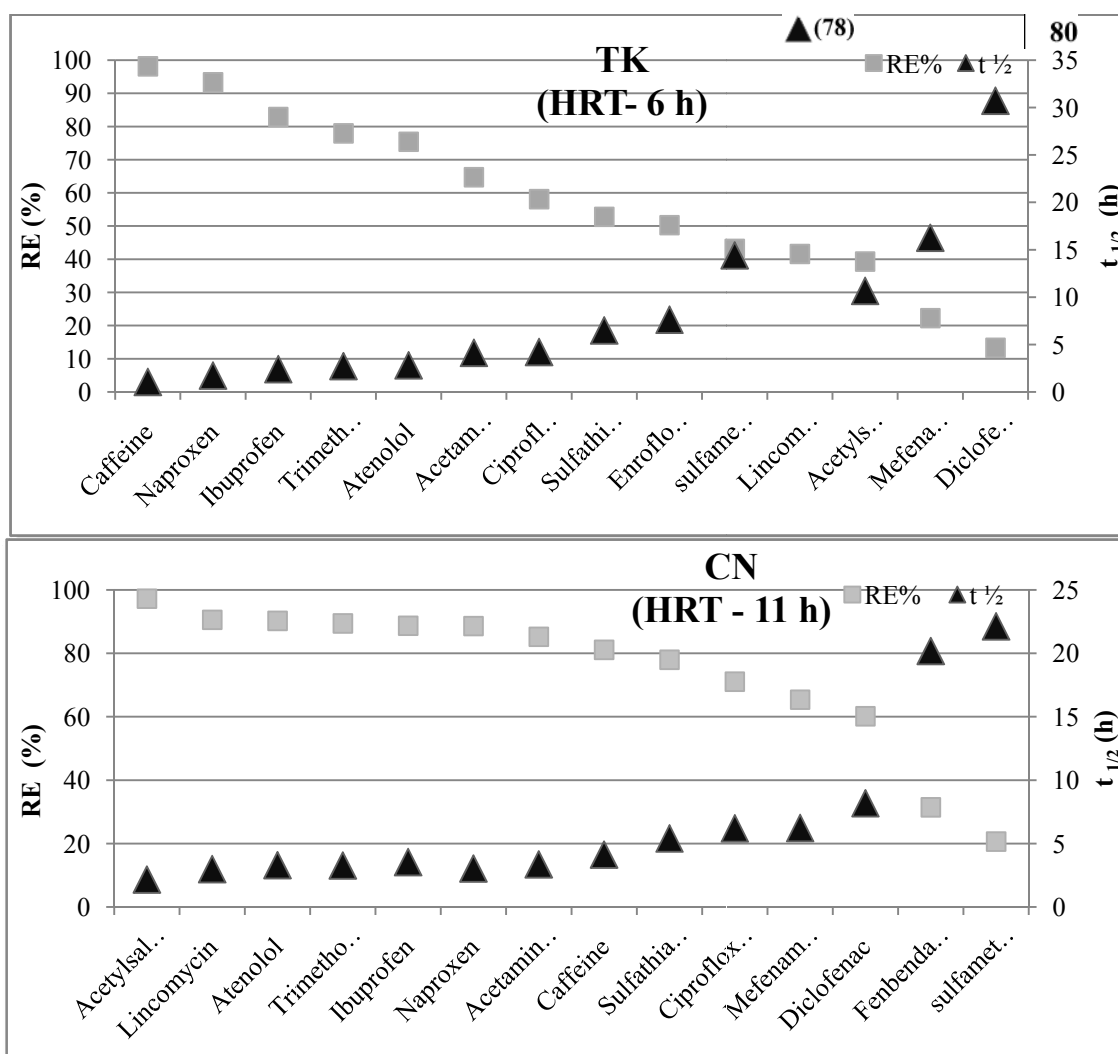 (78)
80
TK
(HRT- 6 h)
RE%
t ½
100
90
80
70
60
50
40
30
20
10
0
35
30
25
20
15
10
5
0
RE (%)
t 1/2 (h)
Caffeine
Naproxen
Ibuprofen
Trimeth…
Atenolol
Acetam…
Ciprofl…
Sulfathi…
Enroflo…
sulfame…
Lincom…
Acetyls…
Mefena…
Diclofe…
CN
(HRT - 11 h)
RE%
t ½
100
80
60
40
20
0
25
20
15
10
5
0
RE (%)
t 1/2 (h)
Acetylsal…
Lincomycin
Atenolol
Trimetho…
Ibuprofen
Naproxen
Acetamin…
Caffeine
Sulfathia…
Ciproflox…
Mefenam…
Diclofenac
Fenbenda…
sulfamet…